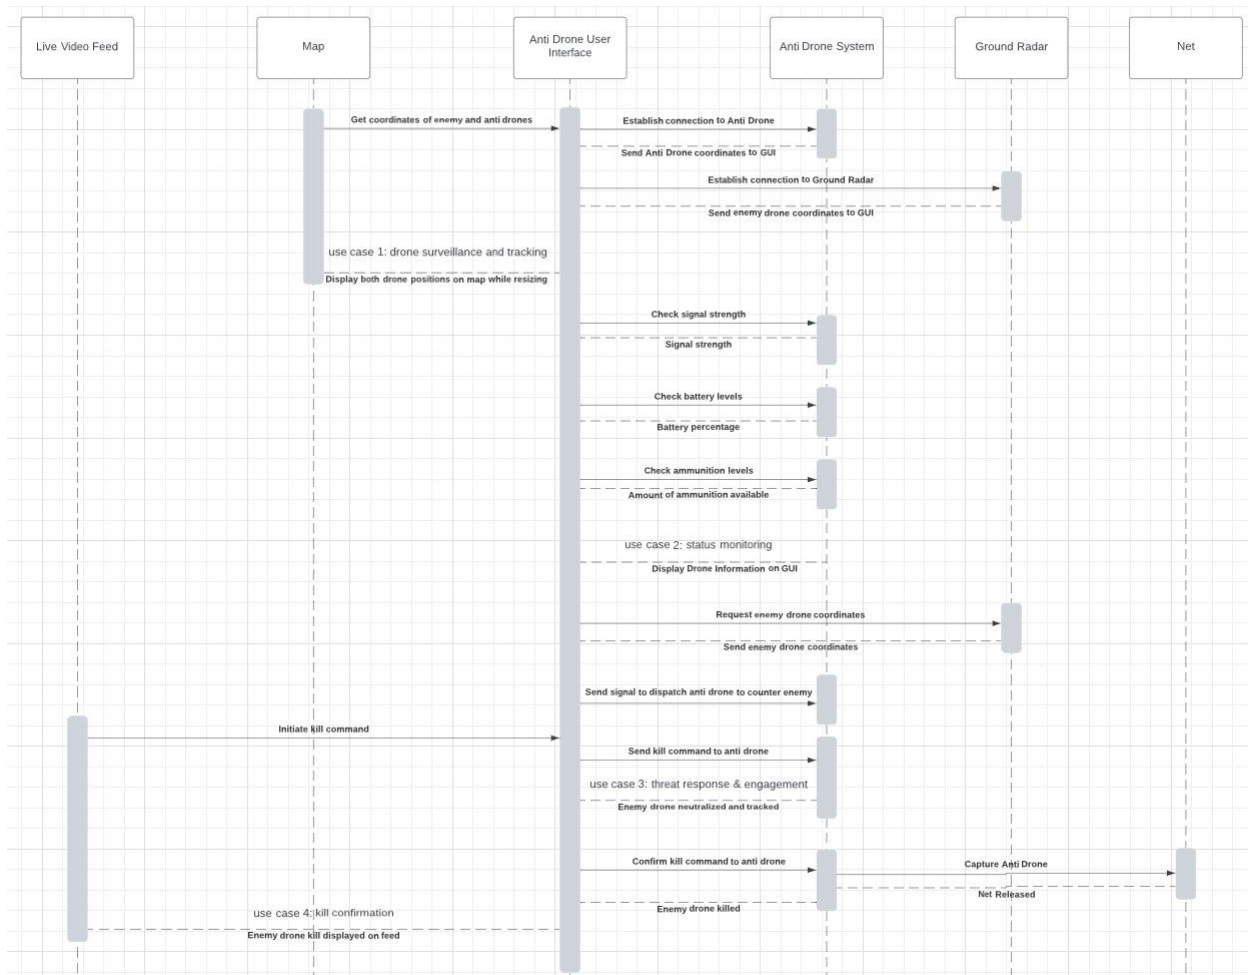 Live Video Feed
Map
Anti Drone User
Interface
Anti Drone System
Ground Radar
Net
Get coordinates of enemy and anti drones
Establish connection to Anti Drone
Send Anti Drone coordinates to GUI
Establish connection to Ground Radar
Send enemy drone coordinates to GUI
use case 1: drone surveillance and tracking
Display both drone positions on map while resizing
Check signal strength
Signal strength
Check battery levels
Battery percentage
Check ammunition levels
Amount of ammunition available
use case 2: status monitoring
Display Drone Information on GUI
Request enemy drone coordinates
Send enemy drone coordinates
Send signal to dispatch anti drone to counter enemy
Initiate kill command
Send kill command to anti drone
use case 3: threat response & engagement
Enemy drone neutralized and tracked
Confirm kill command to anti drone
Capture Anti Drone
Net Released
Enemy drone killed
use case 4: kill confirmation
Enemy drone kill displayed on feed